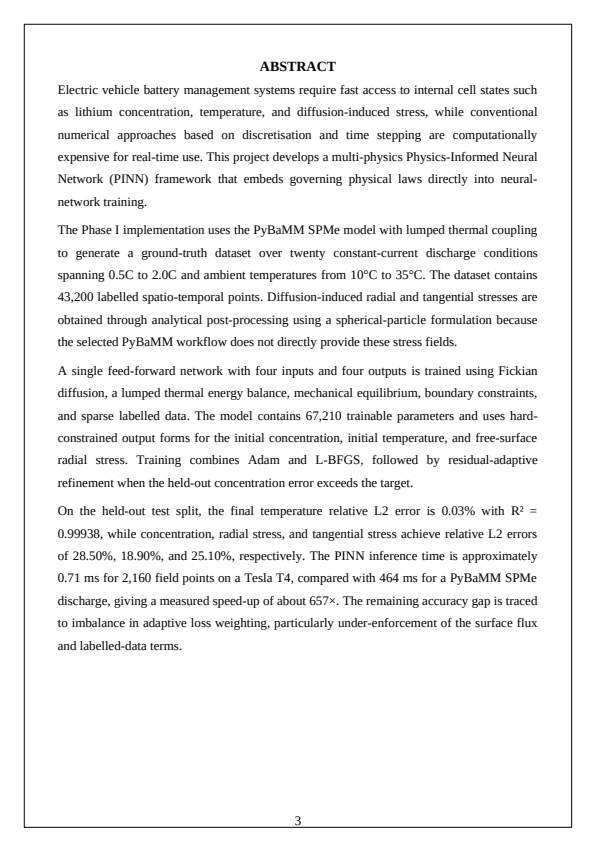 ABSTRACT
Electric vehicle battery management systems require fast access to internal cell states such
as lithium concentration, temperature, and diffusion-induced stress, while conventional
numerical approaches based on discretisation and time stepping are computationally
expensive for real-time use. This project develops a multi-physics Physics-Informed Neural
Network (PINN) framework that embeds governing physical laws directly into neural-
network training.
The Phase I implementation uses the PyBaMM SPMe model with lumped thermal coupling
to generate a ground-truth dataset over twenty constant-current discharge conditions
spanning 0.5C to 2.0C and ambient temperatures from 10°C to 35°C. The dataset contains
43,200 labelled spatio-temporal points. Diffusion-induced radial and tangential stresses are
obtained through analytical post-processing using a spherical-particle formulation because
the selected PyBaMM workflow does not directly provide these stress fields.
A single feed-forward network with four inputs and four outputs is trained using Fickian
diffusion, a lumped thermal energy balance, mechanical equilibrium, boundary constraints,
and sparse labelled data. The model contains 67,210 trainable parameters and uses hard-
constrained output forms for the initial concentration, initial temperature, and free-surface
radial stress. Training combines Adam and L-BFGS, followed by residual-adaptive
refinement when the held-out concentration error exceeds the target.
On the held-out test split, the final temperature relative L2 error is 0.03% with R² =
0.99938, while concentration, radial stress, and tangential stress achieve relative L2 errors
of 28.50%, 18.90%, and 25.10%, respectively. The PINN inference time is approximately
0.71 ms for 2,160 field points on a Tesla T4, compared with 464 ms for a PyBaMM SPMe
discharge, giving a measured speed-up of about 657×. The remaining accuracy gap is traced
to imbalance in adaptive loss weighting, particularly under-enforcement of the surface flux
and labelled-data terms.
3